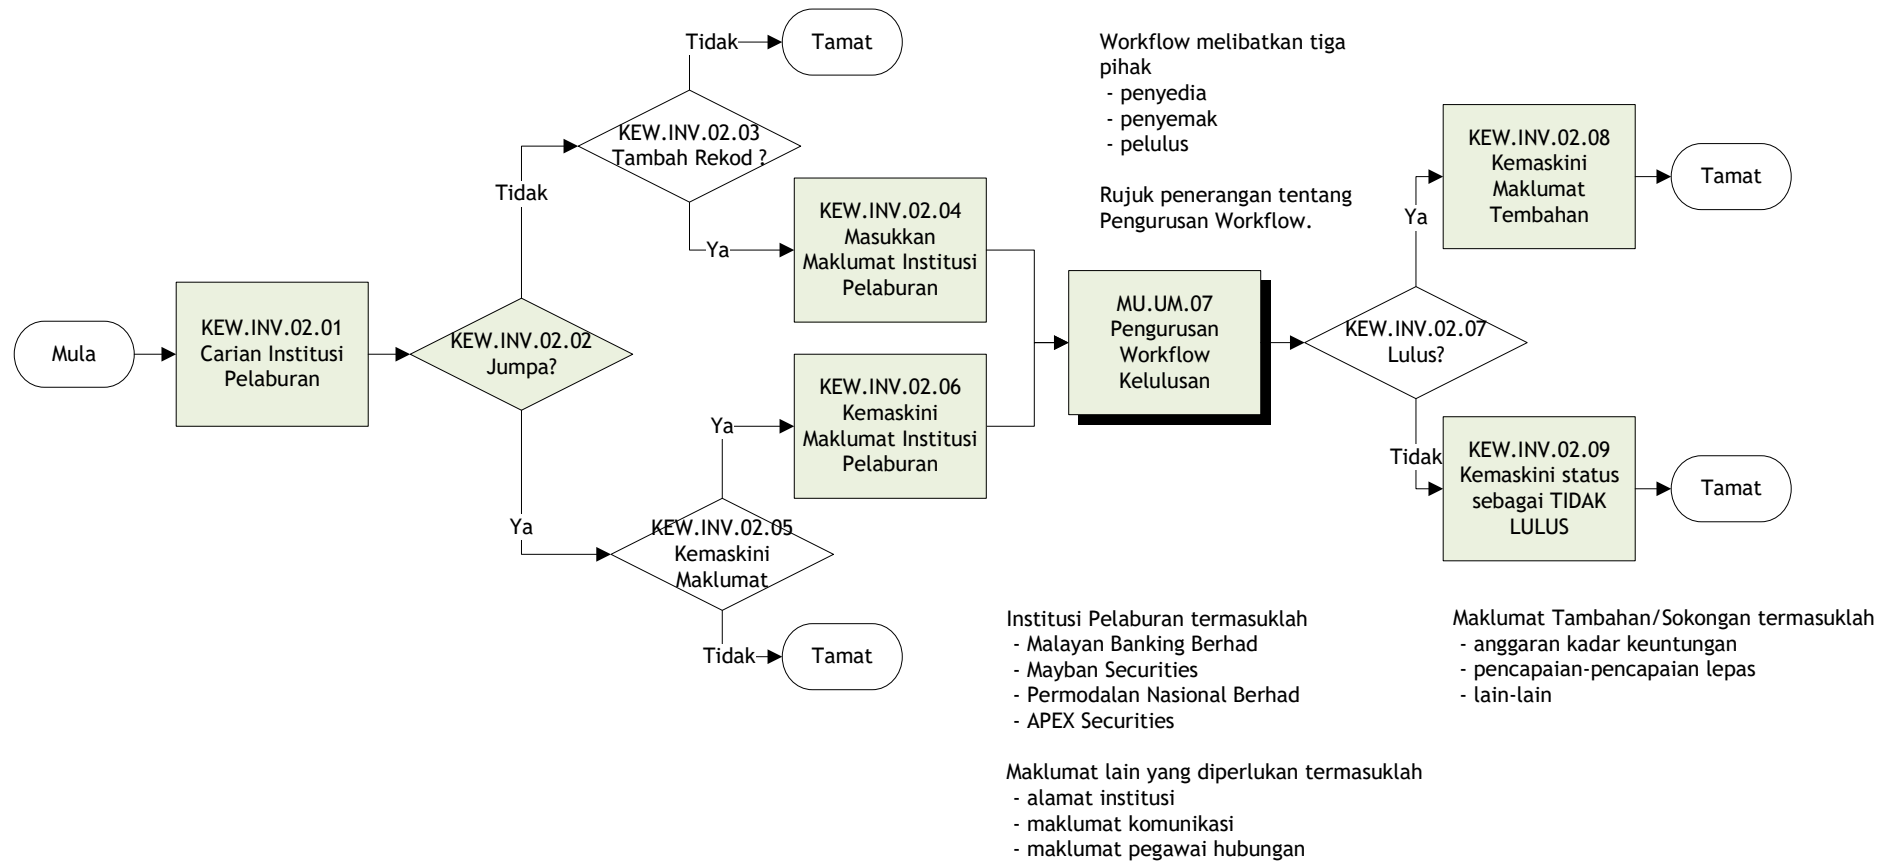 Mula
KEW.INV.02.01
Carian Institusi
Pelaburan
KEW.INV.02.02
Jumpa?
Tidak
KEW.INV.02.03
Tambah Rekod ?
Tidak
Tamat
Ya
KEW.INV.02.04
Masukkan
Maklumat Institusi
Pelaburan
Ya
KEW.INV.02.05
Kemaskini
Maklumat
Ya
KEW.INV.02.06
Kemaskini
Maklumat Institusi
Pelaburan
Tidak
Tamat
Workflow melibatkan tiga
pihak
- penyedia
- penyemak
- pelulus
Rujuk penerangan tentang
Pengurusan Workflow.
MU.UM.07
Pengurusan
Workflow
Kelulusan
KEW.INV.02.07
Lulus?
Ya
KEW.INV.02.08
Kemaskini
Maklumat
Tembahan
Tamat
Tidak
KEW.INV.02.09
Kemaskini status
sebagai TIDAK
LULUS
Tamat
Institusi Pelaburan termasuklah
- Malayan Banking Berhad
- Mayban Securities
- Permodalan Nasional Berhad
- APEX Securities
Maklumat lain yang diperlukan termasuklah
- alamat institusi
- maklumat komunikasi
- maklumat pegawai hubungan
Maklumat Tambahan/Sokongan termasuklah
- anggaran kadar keuntungan
- pencapaian-pencapaian lepas
- lain-lain